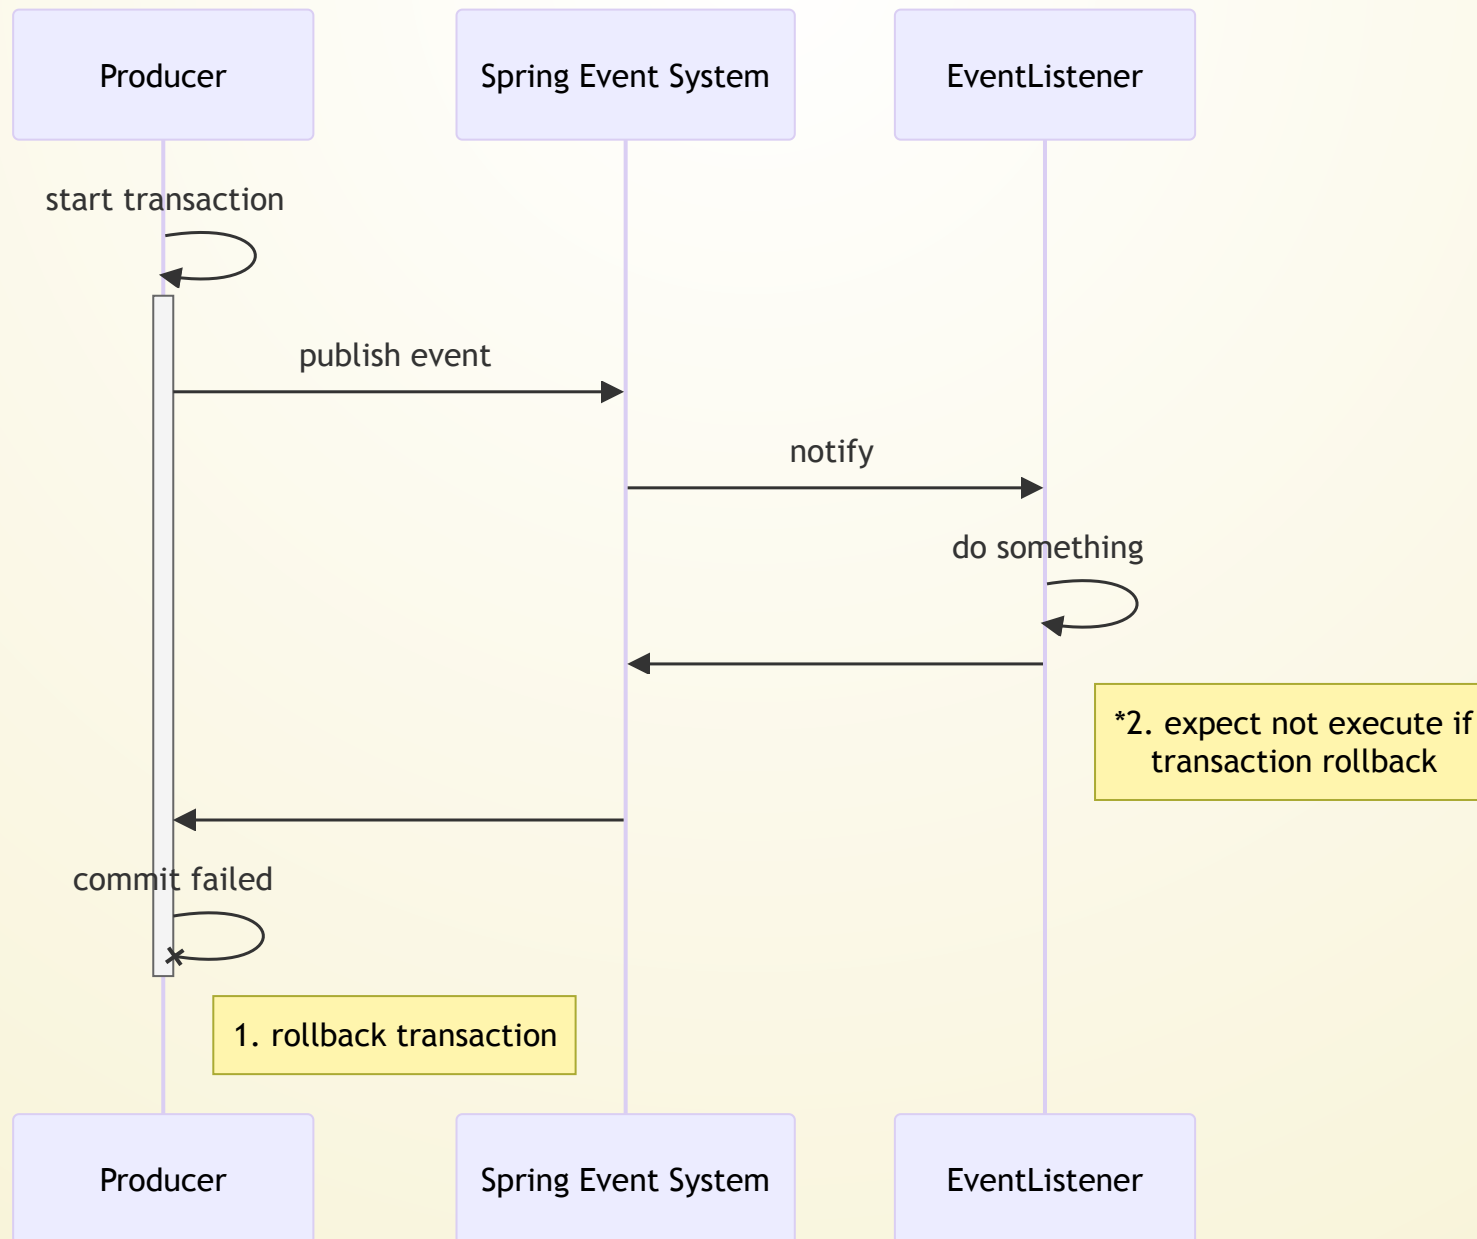 Producer
Spring Event System
EventListener
start transaction
publish event
notify
do something
*2. expect not execute if
transaction rollback
commit failed
1. rollback transaction
Producer
Spring Event System
EventListener